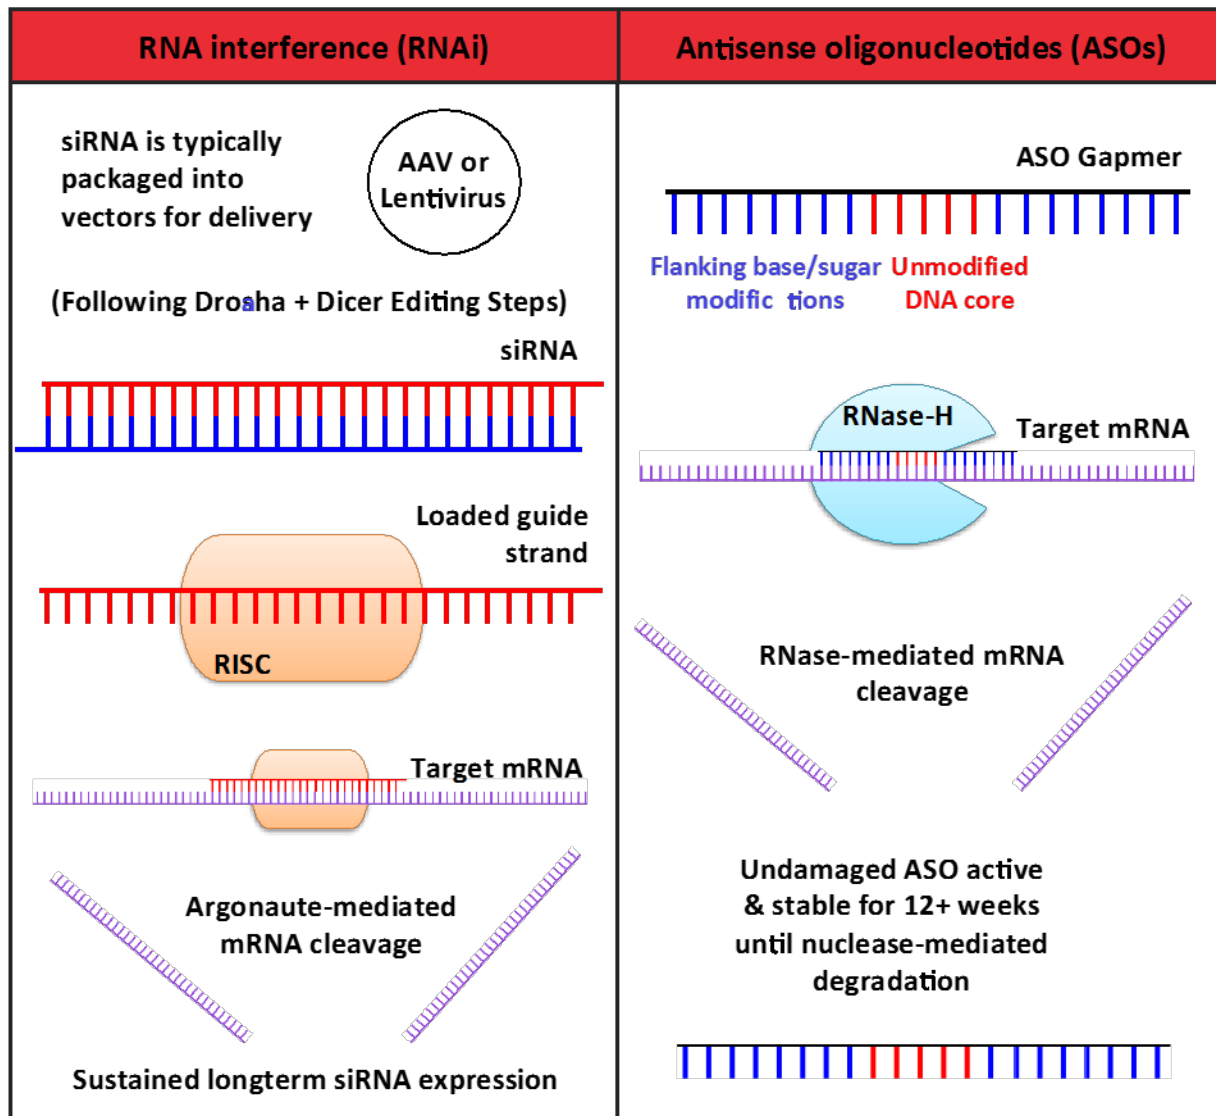 RNA interference (RNAi)
siRNA is typically
packaged into
vectors for delivery
AAV or
Lentivirus
(Following Drosha + Dicer Editing Steps)
siRNA
Loaded guide
strand
RISC
Target mRNA
Argonaute-mediated
mRNA cleavage
Sustained longterm siRNA expression
Antisense oligonucleotides (ASOs)
ASO Gapmer
Flanking base/sugar
modific tions
Unmodified
DNA core
RNase-H
Target mRNA
RNase-mediated mRNA
cleavage
Undamaged ASO active
& stable for 12+ weeks
until nuclease-mediated
degradation